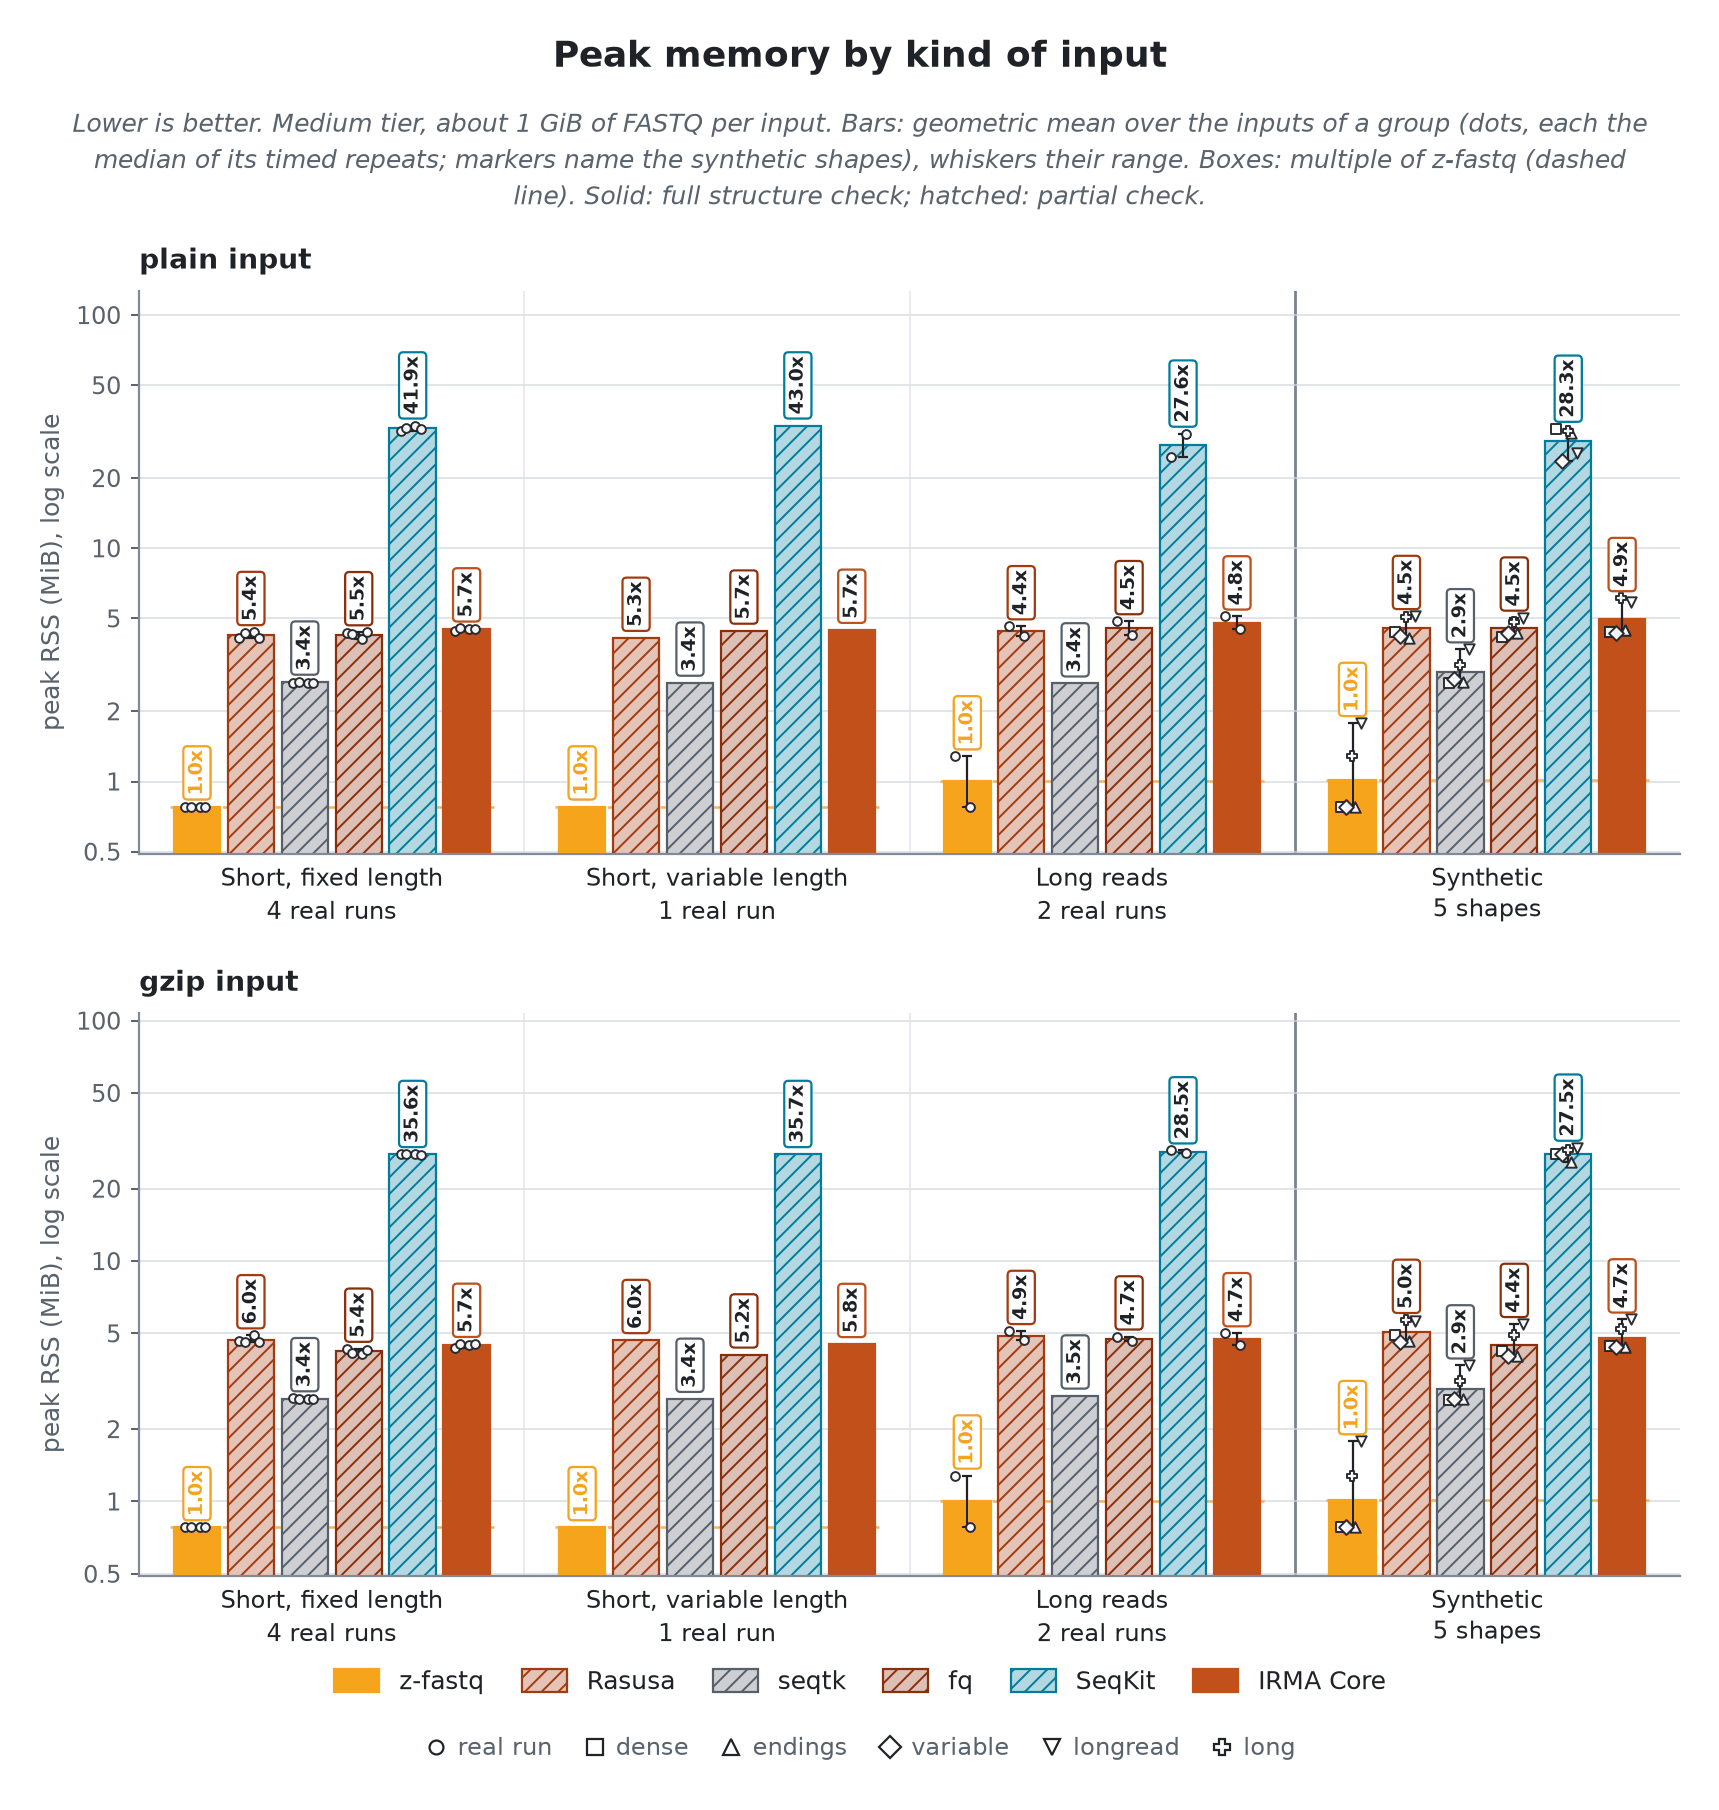 Peak memory by kind of input
Lower is better. Medium tier, about 1 GiB of FASTQ per input. Bars: geometric mean over the inputs of a group (dots, each the
median of its timed repeats; markers name the synthetic shapes), whiskers their range. Boxes: multiple of z-fastq (dashed
line). Solid: full structure check; hatched: partial check.
plain input
peak RSS (MiB), log scale
100
50
20
10
5
2
1
0.5
1.0x
5.4x
3.4x
5.5x
41.9x
5.7x
1.0x
5.3x
3.4x
5.7x
43.0x
5.7x
1.0x
4.4x
3.4x
4.5x
27.6x
4.8x
1.0x
4.5x
2.9x
4.5x
28.3x
4.9x
Short, fixed length
4 real runs
Short, variable length
1 real run
Long reads
2 real runs
Synthetic
5 shapes
gzip input
peak RSS (MiB), log scale
100
50
20
10
5
2
1
0.5
1.0x
6.0x
3.4x
5.4x
35.6x
5.7x
1.0x
6.0x
3.4x
5.2x
35.7x
5.8x
1.0x
4.9x
3.5x
4.7x
28.5x
4.7x
1.0x
5.0x
2.9x
4.4x
27.5x
4.7x
Short, fixed length
4 real runs
Short, variable length
1 real run
Long reads
2 real runs
Synthetic
5 shapes
z-fastq
Rasusa
seqtk
fq
SeqKit
IRMA Core
real run
dense
endings
variable
longread
long